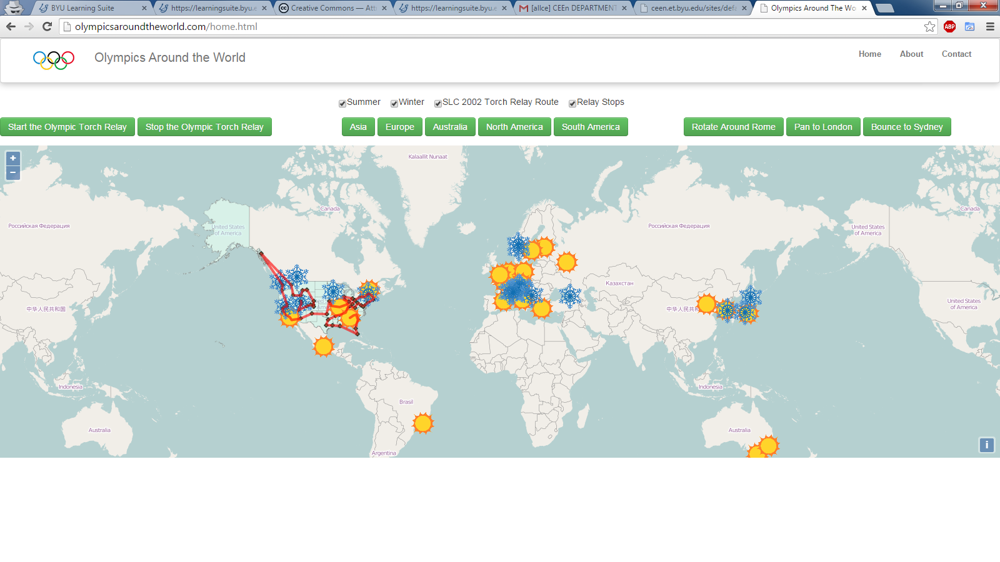 BYU Learning Suite
https://learningsuite.byu.e
Creative Commons — Attr
https://learningsuite.byu.e
[allce] CEEn DEPARTMENT
ceen.et.byu.edu/sites/defa
Olympics Around The Wo
olympicsaroundtheworld.com/home.html
ABP
Olympics Around the World
Home About Contact
Summer Winter SLC 2002 Torch Relay Route Relay Stops
Start the Olympic Torch Relay Stop the Olympic Torch Relay Asia Europe Australia North America South America Rotate Around Rome Pan to London Bounce to Sydney
+
−
Kalaallit Nunaat
Canada
Canada
Российская Федерация
United States
of America
Российская Федерация
United States
of America
Казахстан
中华人民共和国
中华人民共和
United States
of America
Indonesia
Indonesia
Brasil
Australia
Australia
Argentina
i